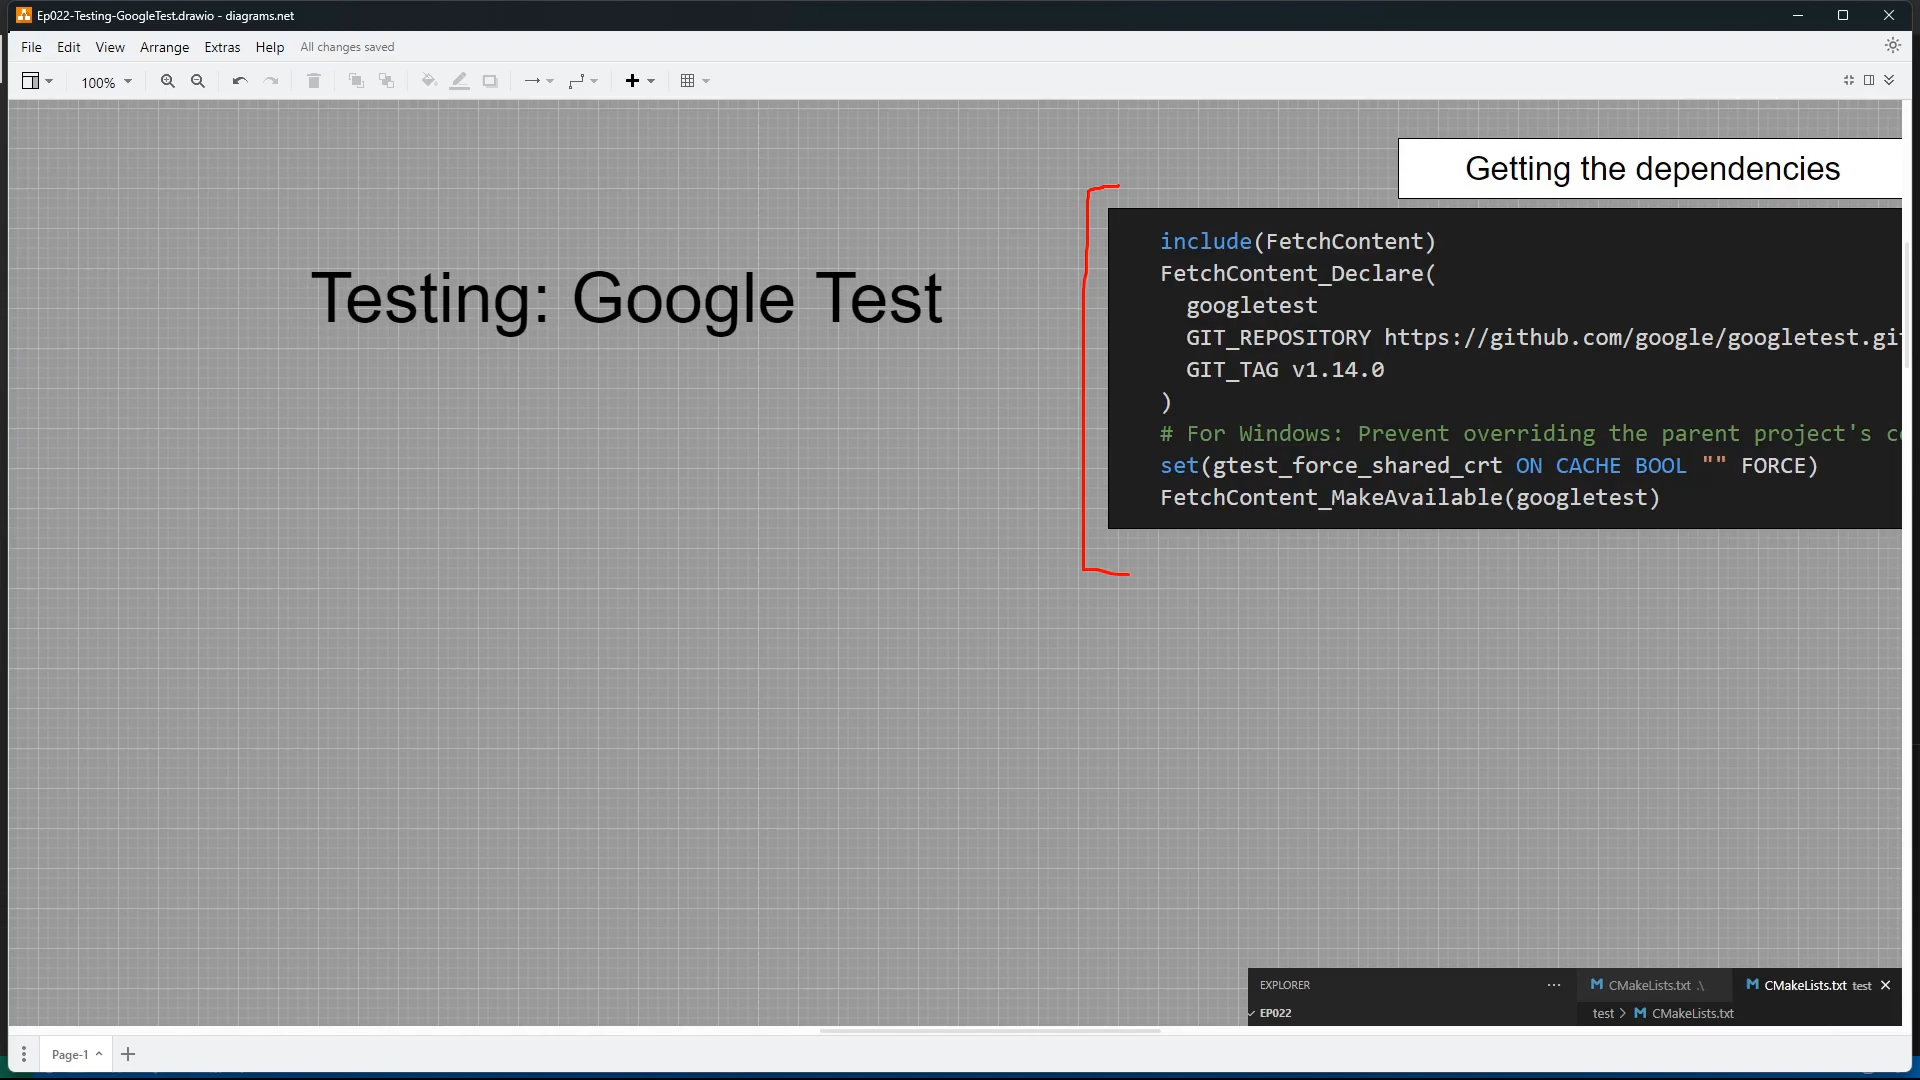 Ep022-Testing-GoogleTest.drawio - diagrams.net
File Edit View Arrange Extras Help All changes saved
100%
Getting the dependencies
Testing: Google Test
include(FetchContent)
FetchContent_Declare(
googletest
GIT_REPOSITORY https://github.com/google/googletest.git
GIT_TAG v1.14.0
)
# For Windows: Prevent overriding the parent project's
set(gtest_force_shared_crt ON CACHE BOOL "" FORCE)
FetchContent_MakeAvailable(googletest)
EXPLORER ··· CMakeLists.txt .\ CMakeLists.txt test
EP022 test > CMakeLists.txt
Page-1